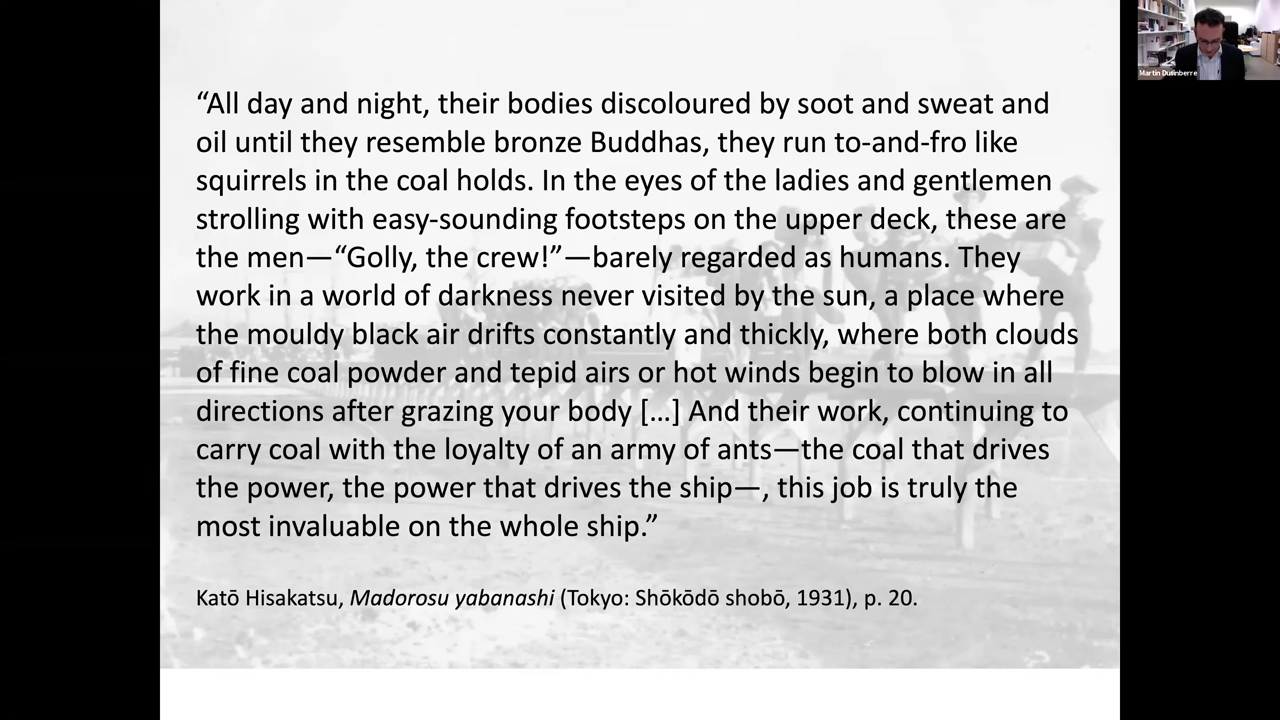 “All day and night, their bodies discoloured by soot and sweat and
oil until they resemble bronze Buddhas, they run to-and-fro like
squirrels in the coal holds. In the eyes of the ladies and gentlemen
strolling with easy-sounding footsteps on the upper deck, these are
the men—“Golly, the crew!”—barely regarded as humans. They
work in a world of darkness never visited by the sun, a place where
the mouldy black air drifts constantly and thickly, where both clouds
of fine coal powder and tepid airs or hot winds begin to blow in all
directions after grazing your body […] And their work, continuing to
carry coal with the loyalty of an army of ants—the coal that drives
the power, the power that drives the ship—, this job is truly the
most invaluable on the whole ship.”
Katō Hisakatsu, Madorosu yabanashi (Tokyo: Shōkōdō shobō, 1931), p. 20.
Martin Dusinberre